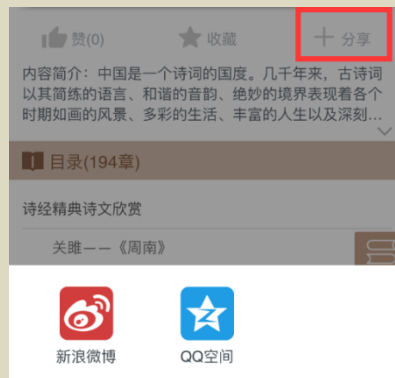 赞(0) 收藏 分享
内容简介：中国是一个诗词的国度。几千年来，古诗词
以其简练的语言、和谐的音韵、绝妙的境界表现着各个
时期如画的风景、多彩的生活、丰富的人生以及深刻...
目录(194章)
诗经精典诗文欣赏
关雎——《周南》
新浪微博 QQ空间